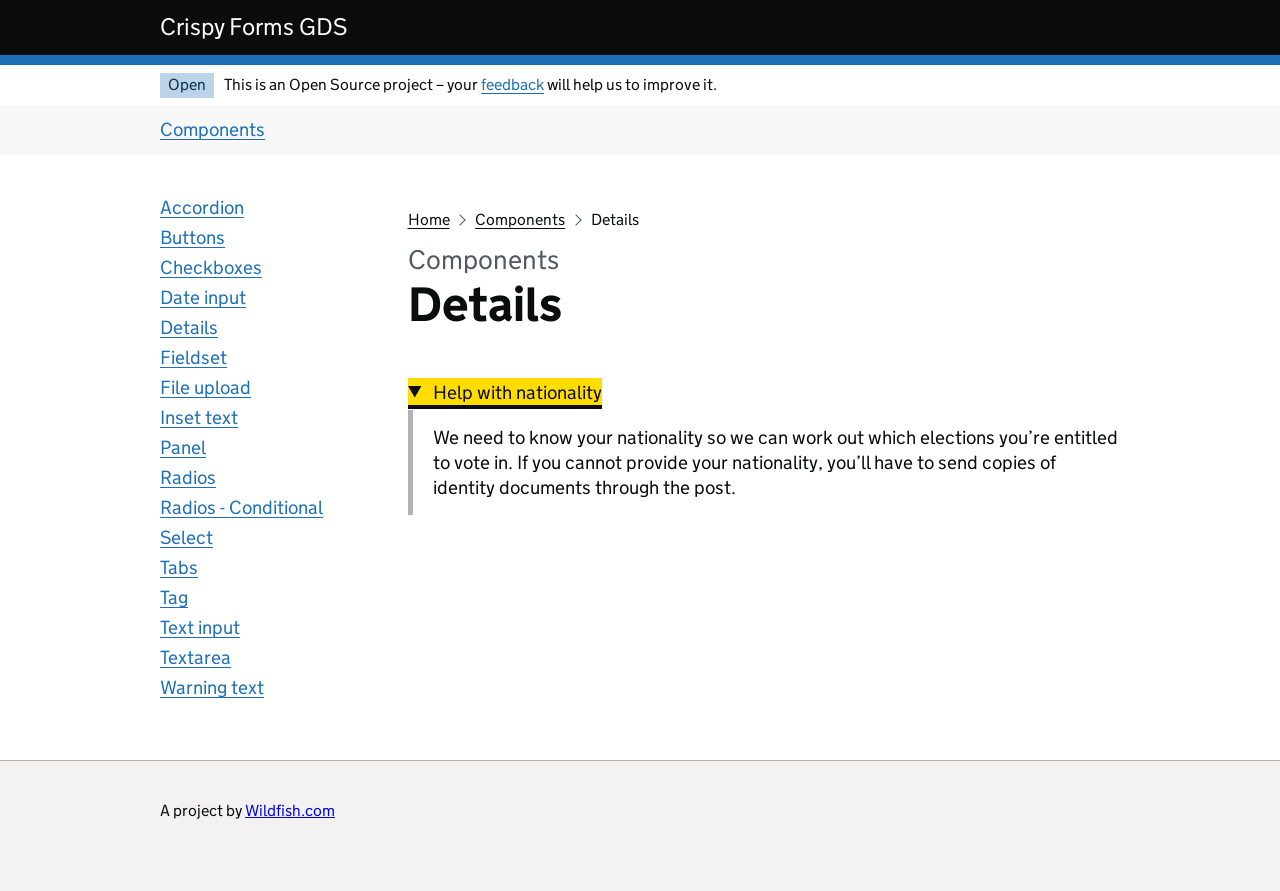 Crispy Forms GDS
Open This is an Open Source project – your feedback will help us to improve it.
Components
Accordion
Buttons
Checkboxes
Date input
Details
Fieldset
File upload
Inset text
Panel
Radios
Radios - Conditional
Select
Tabs
Tag
Text input
Textarea
Warning text
Home Components Details
Components
Details
Help with nationality
We need to know your nationality so we can work out which elections you’re entitled
to vote in. If you cannot provide your nationality, you’ll have to send copies of
identity documents through the post.
A project by Wildfish.com